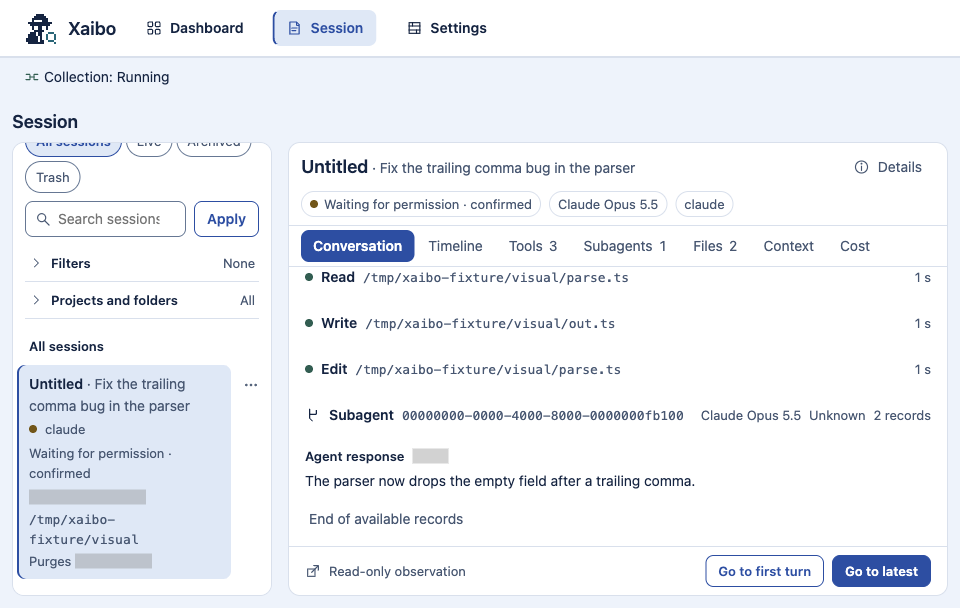 Xaibo
Dashboard
Session
Settings
Collection: Running
Session
All sessions
Live
Archived
Trash
Search sessions
Apply
Filters
None
Projects and folders
All
All sessions
Untitled · Fix the trailing
comma bug in the parser
claude
Waiting for permission ·
confirmed
/tmp/xaibo-
fixture/visual
Purges
Untitled · Fix the trailing comma bug in the parser
Details
Waiting for permission · confirmed
Claude Opus 5.5
claude
Conversation
Timeline
Tools 3
Subagents 1
Files 2
Context
Cost
Read /tmp/xaibo-fixture/visual/parse.ts 1 s
Write /tmp/xaibo-fixture/visual/out.ts 1 s
Edit /tmp/xaibo-fixture/visual/parse.ts 1 s
Subagent 00000000-0000-4000-8000-0000000fb100 Claude Opus 5.5 Unknown 2 records
Agent response
The parser now drops the empty field after a trailing comma.
End of available records
Read-only observation
Go to first turn
Go to latest